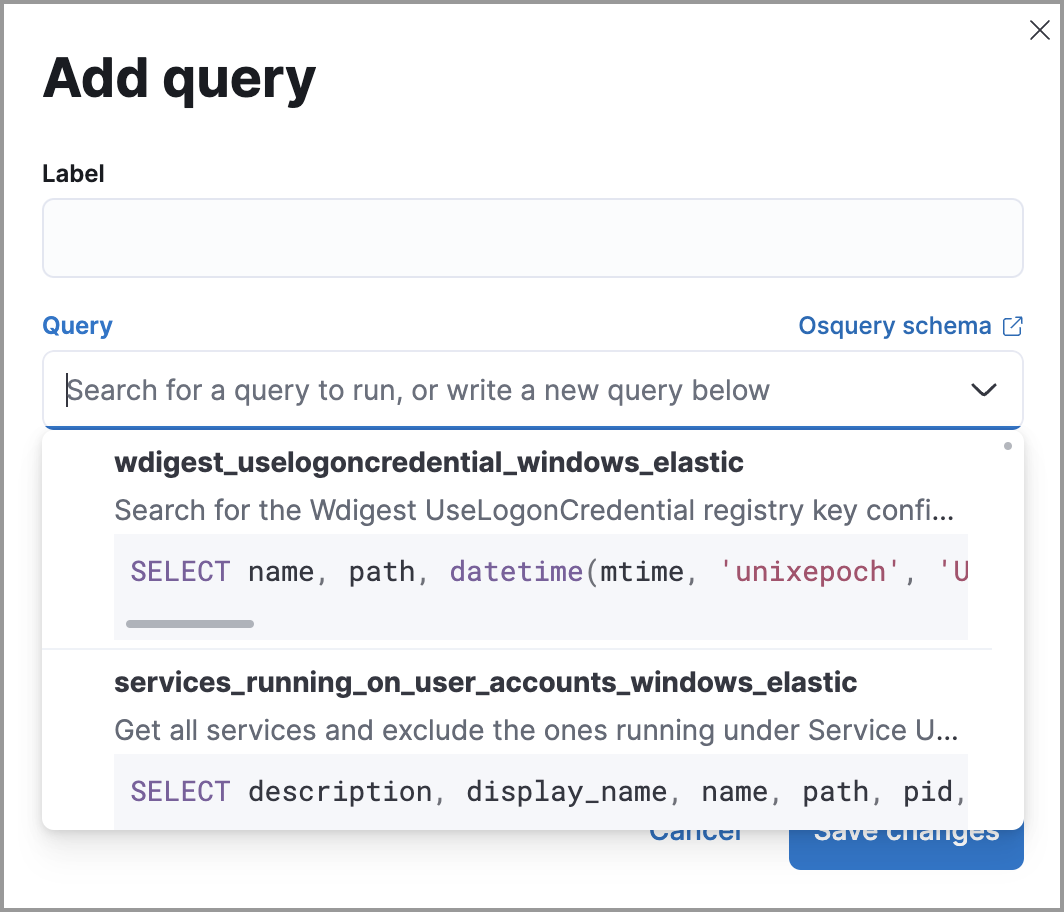 Add query
Label
Query
Osquery schema
Search for a query to run, or write a new query below
wdigest_uselogoncredential_windows_elastic
Search for the Wdigest UseLogonCredential registry key confi...
SELECT name, path, datetime(mtime, 'unixepoch', 'U
services_running_on_user_accounts_windows_elastic
Get all services and exclude the ones running under Service U...
SELECT description, display_name, name, path, pid,
Cancel
Save changes